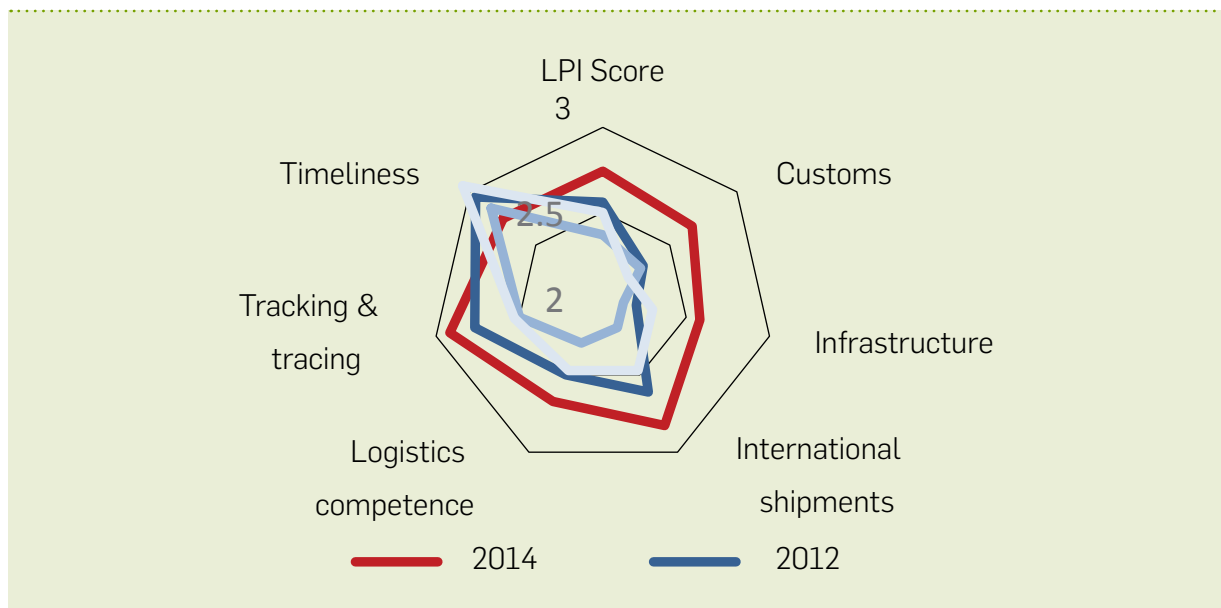 LPI Score
3
Timeliness
Customs
2.5
Tracking &
tracing
2
Infrastructure
Logistics
competence
International
shipments
2014
2012